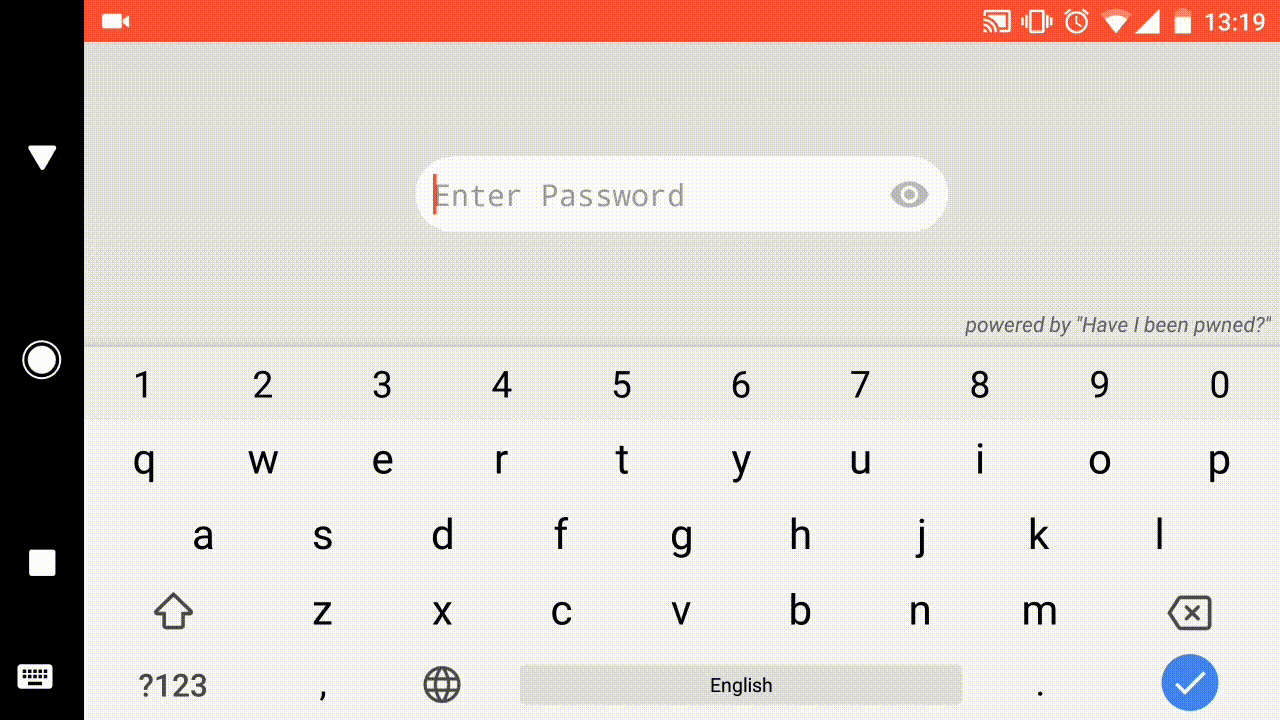 13:19
Enter Password
powered by "Have I been pwned?"
1 2 3 4 5 6 7 8 9 0
q w e r t y u i o p
a s d f g h j k l
z x c v b n m
?123 , English .